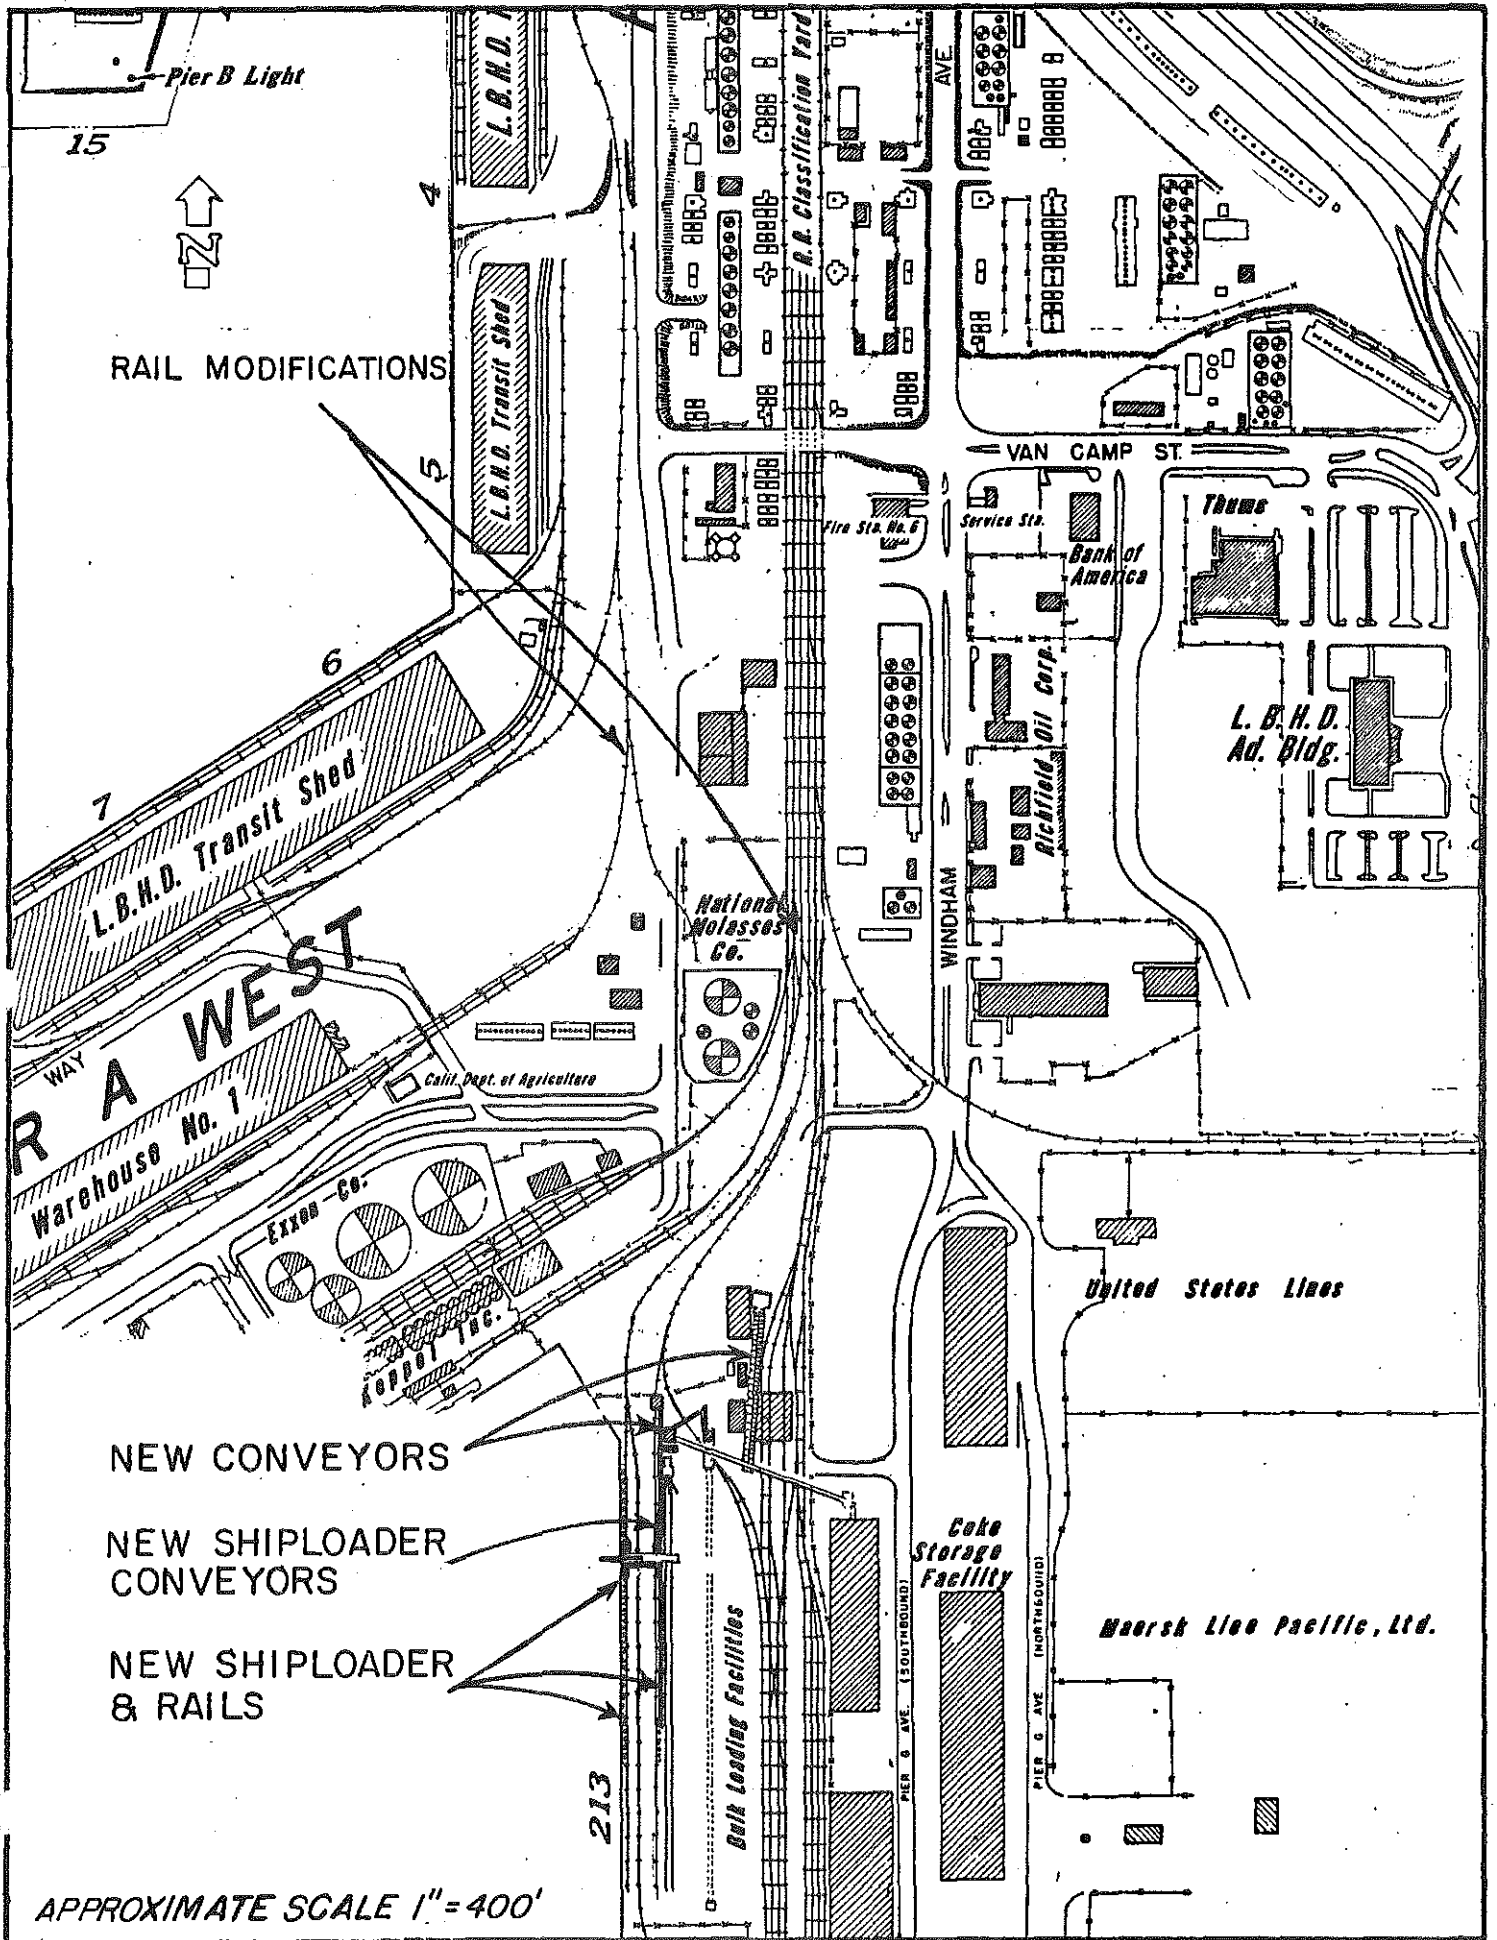 Pier B Light
15
4
L. B. H. D. T
R.R. Classification Yard
AVE.
N
RAIL MODIFICATIONS
5
L.B.H.D. Transit Shed
VAN CAMP ST.
Fire Sta. No. 6
Service Sta.
Bank of
America
Thums
6
7
L.B.H.D. Transit Shed
Richfield Oil Corp.
L. B. H. D.
Ad. Bldg.
WINDHAM
National
Molasses
Co.
R A WEST
WAY
Warehouse No. 1
Calif. Dept. of Agriculture
Exxon Co.
Koppel Inc.
United States Lines
NEW CONVEYORS
NEW SHIPLOADER
CONVEYORS
NEW SHIPLOADER
& RAILS
Coke
Storage
Facility
Bulk Loading Facilities
PIER G AVE. (SOUTHBOUND)
PIER G AVE (NORTHBOUND)
Maersk Line Pacific, Ltd.
213
APPROXIMATE SCALE 1"=400'